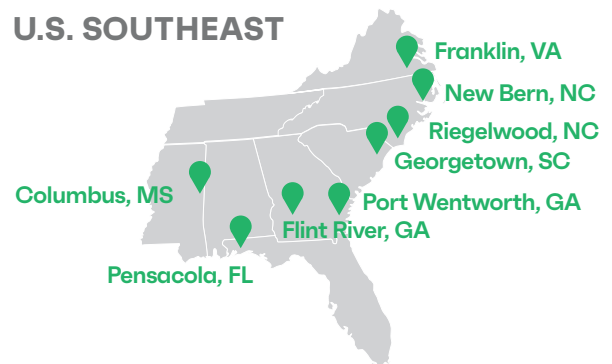 U.S. SOUTHEAST
Franklin, VA
New Bern, NC
Riegelwood, NC
Georgetown, SC
Columbus, MS
Port Wentworth, GA
Flint River, GA
Pensacola, FL